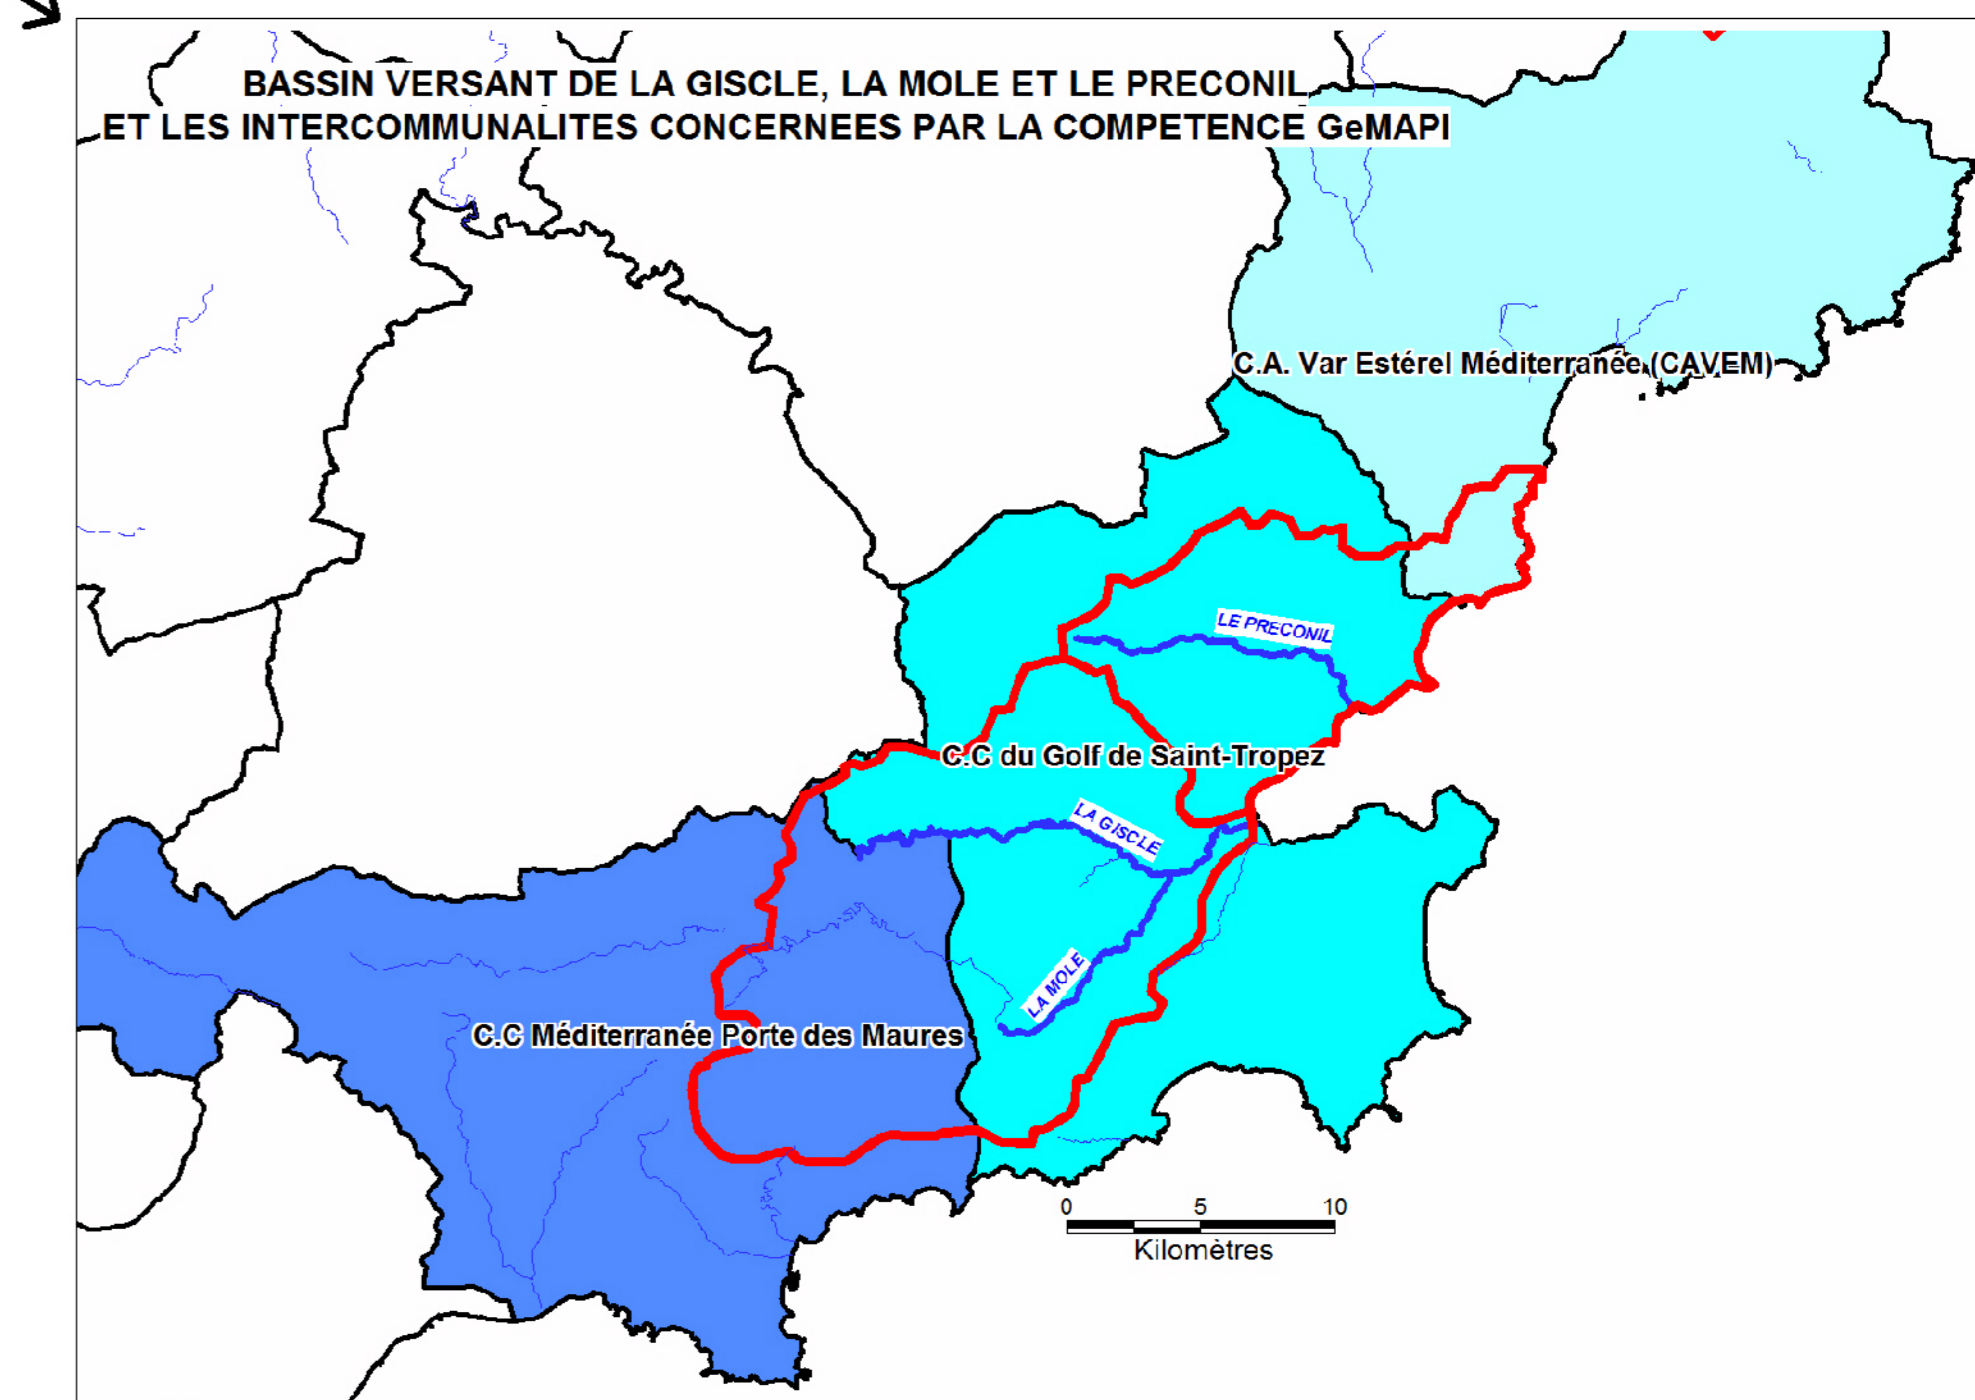 BASSIN VERSANT DE LA GISCLE, LA MOLE ET LE PRECONIL
ET LES INTERCOMMUNALITES CONCERNEES PAR LA COMPETENCE GeMAPI
C.A. Var Estérel Méditerranée (CAVEM)
LE PRECONIL
C.C du Golf de Saint-Tropez
LA GISCLE
LA MOLE
C.C Méditerranée Porte des Maures
0 5 10
Kilomètres